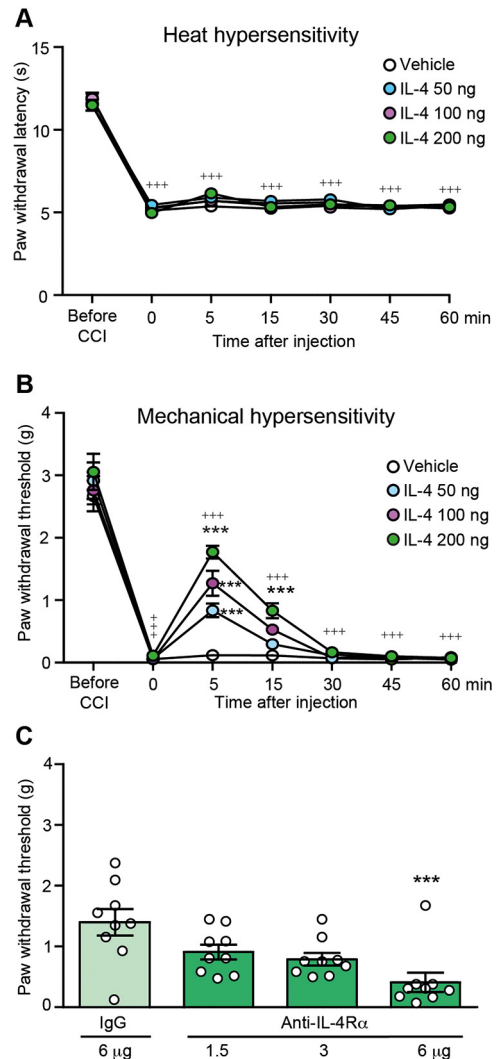 A
Heat hypersensitivity
Paw withdrawal latency (s)
15
10
5
0
Vehicle
IL-4 50 ng
IL-4 100 ng
IL-4 200 ng
+++
+++
+++
+++
+++
+++
Before CCI
0
5
15
30
45
60 min
Time after injection
B
Mechanical hypersensitivity
Paw withdrawal threshold (g)
4
3
2
1
0
Vehicle
IL-4 50 ng
IL-4 100 ng
IL-4 200 ng
+++
+++
***
***
***
+++
***
+++
+++
+++
Before CCI
0
5
15
30
45
60 min
Time after injection
C
Paw withdrawal threshold (g)
4
3
2
1
0
***
IgG
Anti-IL-4Rα
6 µg
1.5
3
6 µg